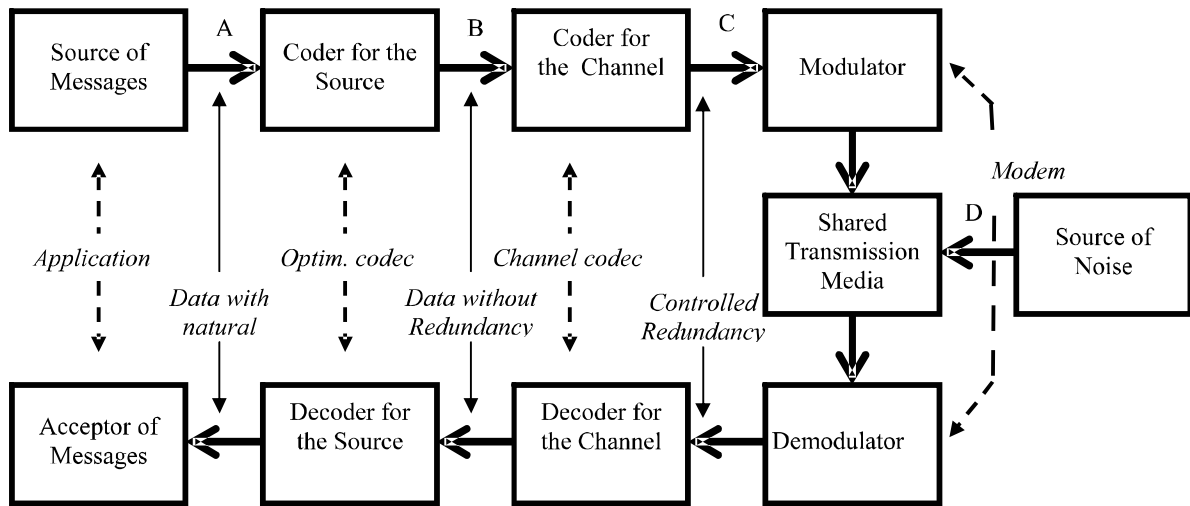 A
B
C
Source of
Messages
Coder for the
Source
Coder for
the Channel
Modulator
Modem
Shared
Transmission
Media
D
Source of
Noise
Application
Optim. codec
Channel codec
Data with
natural
Data without
Redundancy
Controlled
Redundancy
Acceptor of
Messages
Decoder for
the Source
Decoder for
the Channel
Demodulator